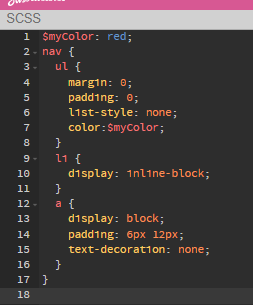 SCSS
1 $myColor: red;
2 nav {
3 ul {
4 margin: 0;
5 padding: 0;
6 list-style: none;
7 color:$myColor;
8 }
9 li {
10 display: inline-block;
11 }
12 a {
13 display: block;
14 padding: 6px 12px;
15 text-decoration: none;
16 }
17 }
18